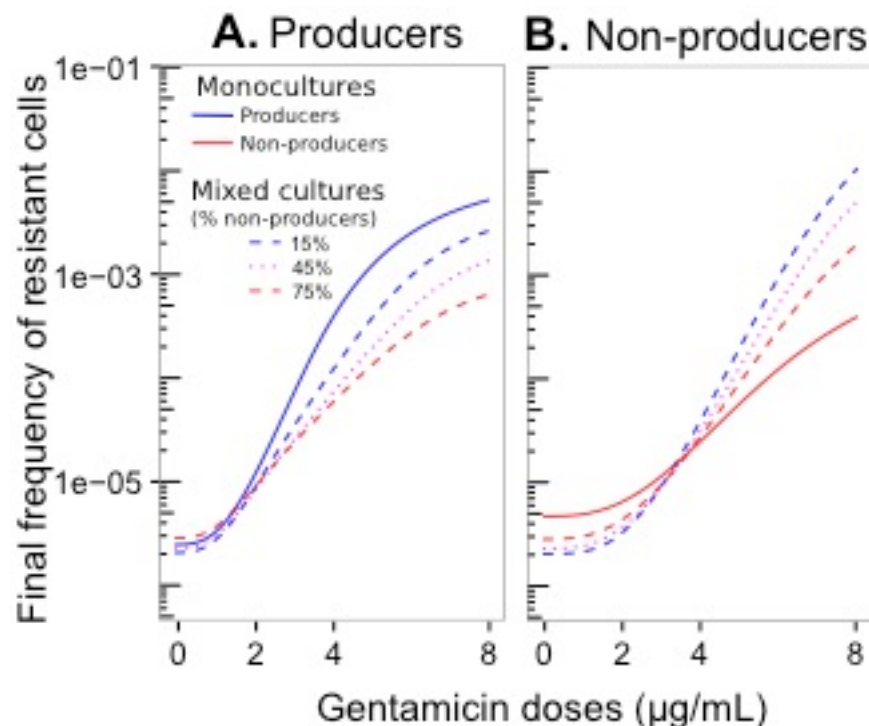 A. Producers
B. Non-producers
Final frequency of resistant cells
1e−01
1e−03
1e−05
Monocultures
Producers
Non-producers
Mixed cultures
(% non-producers)
15%
45%
75%
0 2 4 8
0 2 4 8
Gentamicin doses (µg/mL)